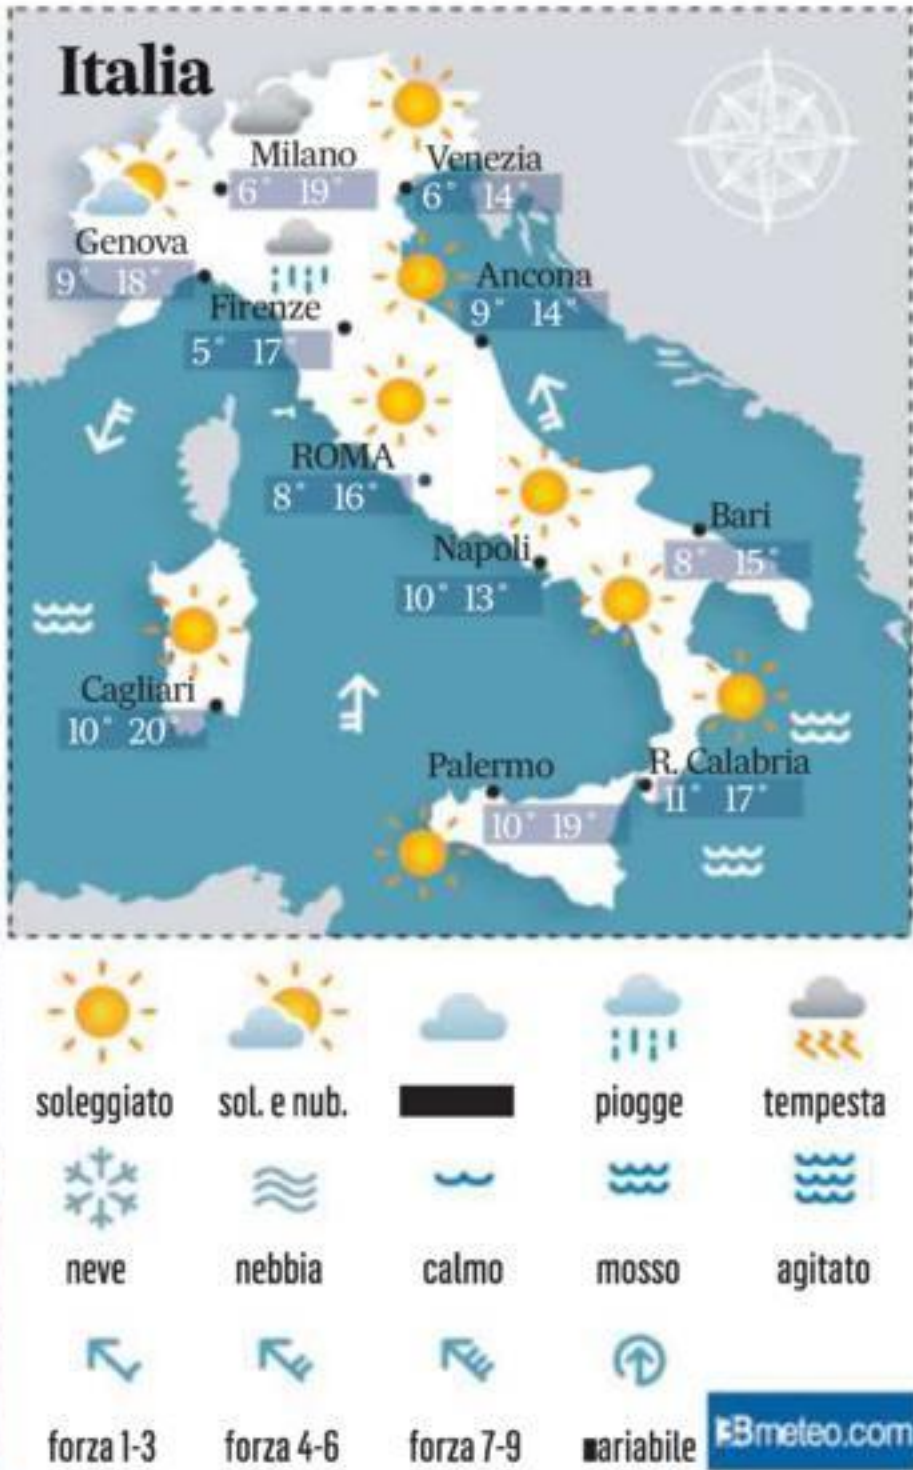 Italia
Milano
6° 19°
Venezia
6° 14°
Genova
9° 18°
Ancona
9° 14°
Firenze
5° 17°
ROMA
8° 16°
Bari
8° 15°
Napoli
10° 13°
Cagliari
10° 20°
Palermo
10° 19°
R. Calabria
11° 17°
soleggiato sol. e nub. piogge tempesta
neve nebbia calmo mosso agitato
forza 1-3 forza 4-6 forza 7-9 ariabile
3Bmeteo.com